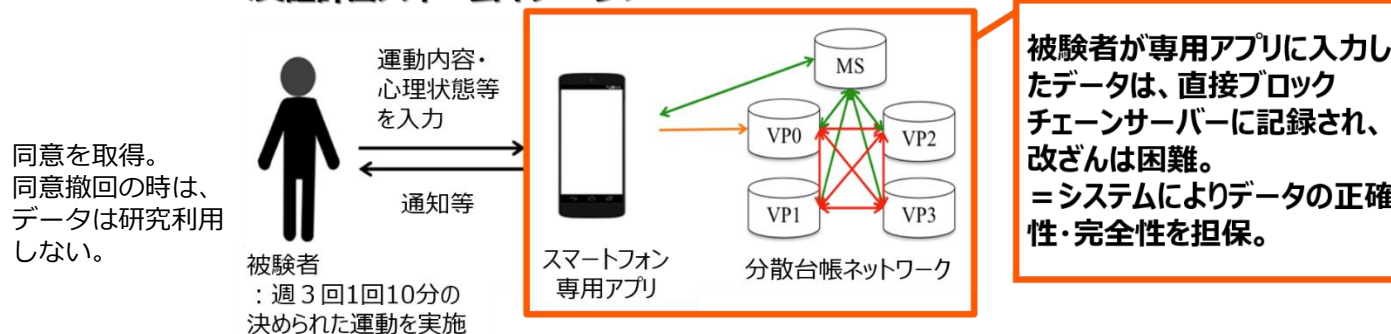 運動内容・
心理状態等
を入力
通知等
同意を取得。
同意撤回の時は、
データは研究利用
しない。
被験者
：週３回1回10分の
決められた運動を実施
スマートフォン
専用アプリ
MS
VP0
VP2
VP1
VP3
分散台帳ネットワーク
被験者が専用アプリに入力し
たデータは、直接ブロック
チェーンサーバーに記録され、
改ざんは困難。
＝システムによりデータの正確
性・完全性を担保。